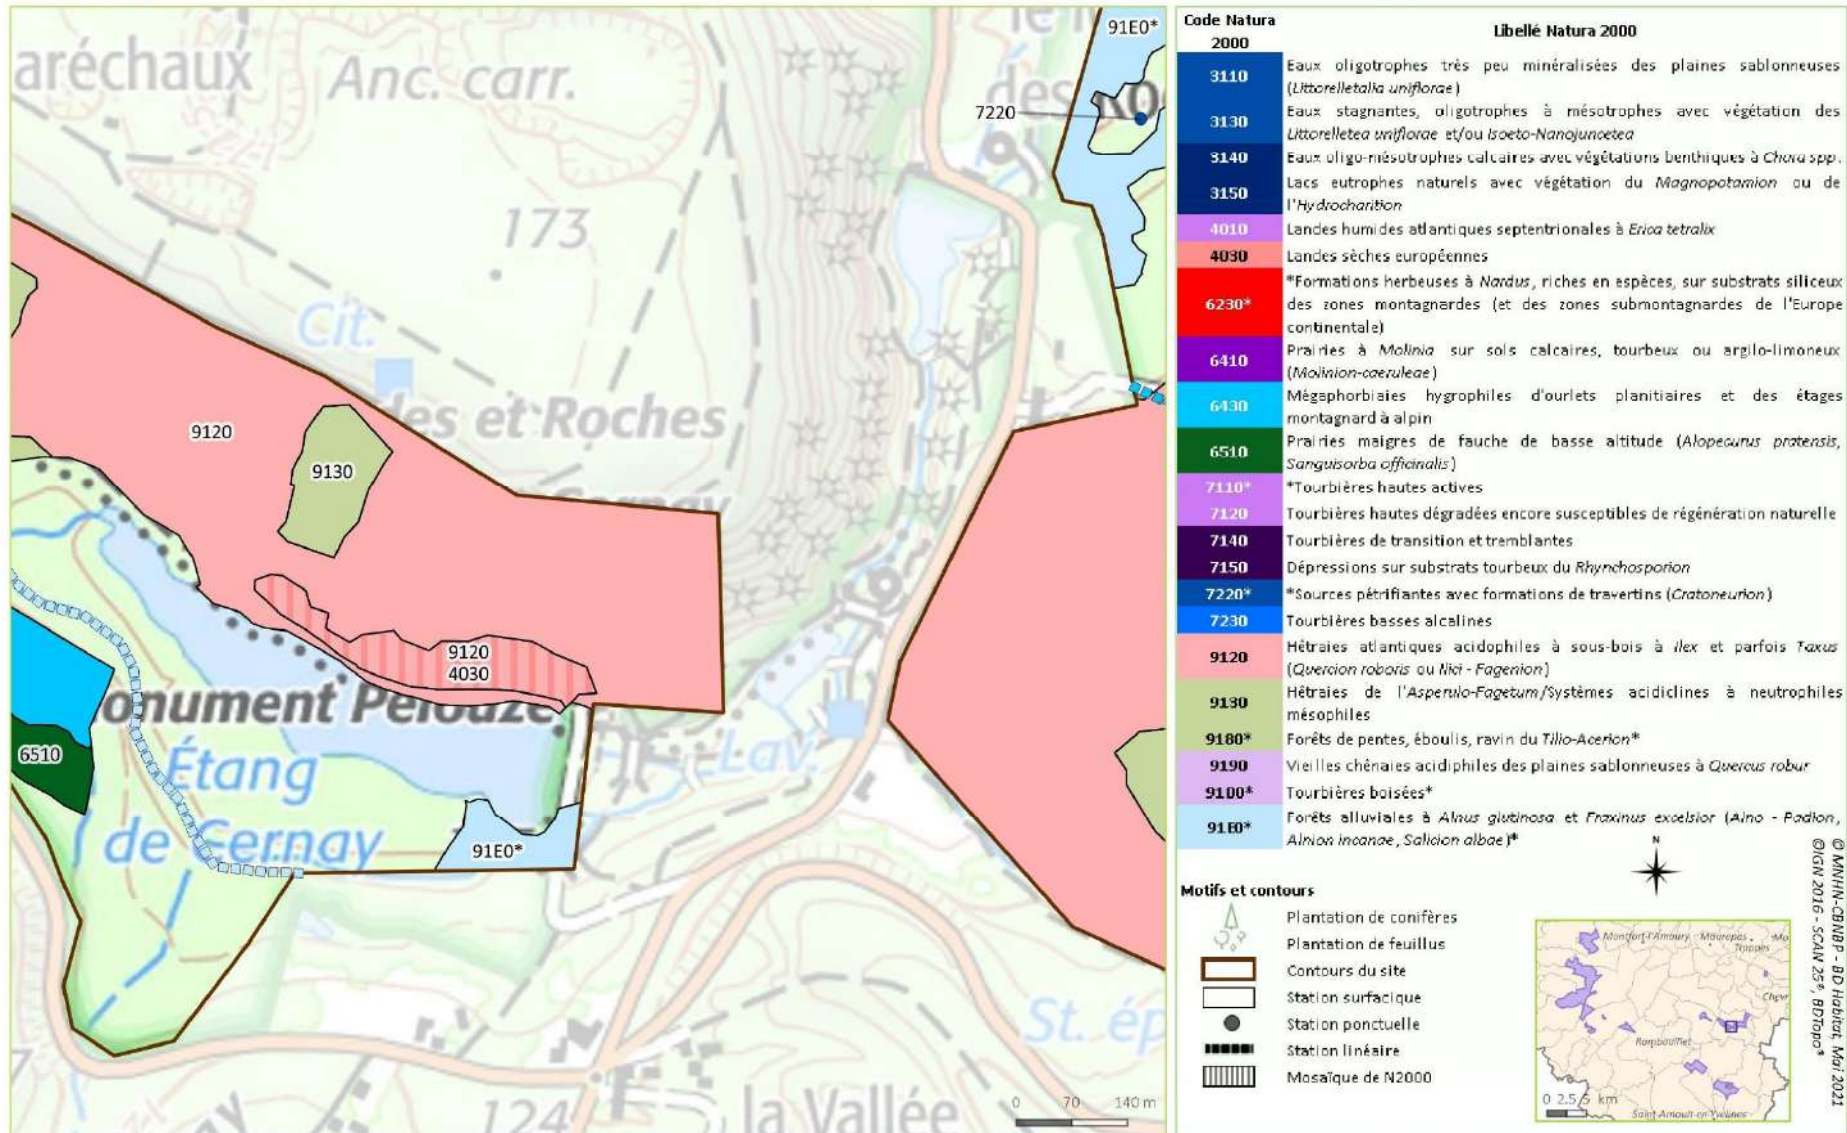 aréchaux
Anc. carr.
91E0*
7220
173
Cit.
des et Roches
9120
9130
9120
4030
6510
Étang
de Cernay
Lav.
91E0*
124
la Vallée
0 70 140 m
Code Natura
2000
Libellé Natura 2000
3110
Eaux oligotrophes très peu minéralisées des plaines sablonneuses
(Littorelletalia uniflorae)
3130
Eaux stagnantes, oligotrophes à mésotrophes avec végétation des
Littorelletea uniflorae et/ou Isoeto-Nanojuncetea
3140
Eaux oligo-mésotrophes calcaires avec végétations benthiques à Chara spp.
3150
Lacs eutrophes naturels avec végétation du Magnopotamion ou de
l'Hydrocharition
4010
Landes humides atlantiques septentrionales à Erica tetralix
4030
Landes sèches européennes
6230*
*Formations herbeuses à Nardus, riches en espèces, sur substrats siliceux
des zones montagnardes (et des zones submontagnardes de l'Europe
continentale)
6410
Prairies à Molinia sur sols calcaires, tourbeux ou argilo-limoneux
(Molinion-caeruleae)
6430
Mégaphorbiaies hygrophiles d'ourlets planitiaires et des étages
montagnard à alpin
6510
Prairies maigres de fauche de basse altitude (Alopecurus pratensis,
Sanguisorba officinalis)
7110*
*Tourbières hautes actives
7120
Tourbières hautes dégradées encore susceptibles de régénération naturelle
7140
Tourbières de transition et tremblantes
7150
Dépressions sur substrats tourbeux du Rhynchosporion
7220*
*Sources pétrifiantes avec formations de travertins (Cratoneurion)
7230
Tourbières basses alcalines
9120
Hêtraies atlantiques acidophiles à sous-bois à Ilex et parfois Taxus
(Quercion roboris ou Ilici - Fagenion)
9130
Hêtraies de l'Asperulo-Fagetum/Systèmes acidiclines à neutrophiles
mésophiles
9180*
Forêts de pentes, éboulis, ravin du Tilio-Acerion*
9190
Vieilles chênaies acidiphiles des plaines sablonneuses à Quercus robur
91D0*
Tourbières boisées*
91E0*
Forêts alluviales à Alnus glutinosa et Fraxinus excelsior (Alno - Padion,
Alnion incanae, Salicion albae)*
Motifs et contours
Plantation de conifères
Plantation de feuillus
Contours du site
Station surfacique
Station ponctuelle
Station linéaire
Mosaïque de N2000
N
Montfort-l'Amaury
Maurepas
Trappes
Rambouillet
Saint-Arnoult-en-Yvelines
0 2.5 5 km
© MNHN-CBNBP - BD Habitat, Mai 2021
©IGN 2016 - SCAN 25®, BDTopo®